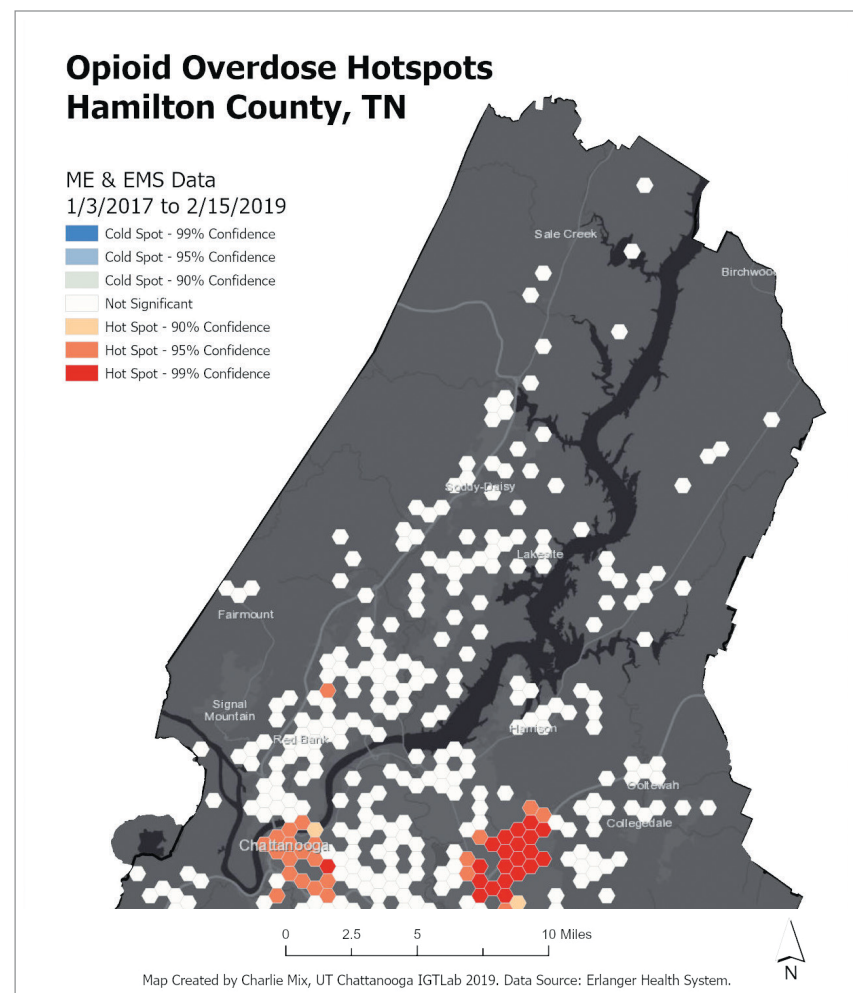 Opioid Overdose Hotspots
Hamilton County, TN
ME & EMS Data
1/3/2017 to 2/15/2019
Cold Spot - 99% Confidence
Cold Spot - 95% Confidence
Cold Spot - 90% Confidence
Not Significant
Hot Spot - 90% Confidence
Hot Spot - 95% Confidence
Hot Spot - 99% Confidence
Sale Creek
Birchwood
Soddy-Daisy
Lakesite
Fairmount
Signal
Mountain
Red Bank
Harrison
Ooltewah
Collegedale
Chattanooga
0 2.5 5 10 Miles
N
Map Created by Charlie Mix, UT Chattanooga IGTLab 2019. Data Source: Erlanger Health System.